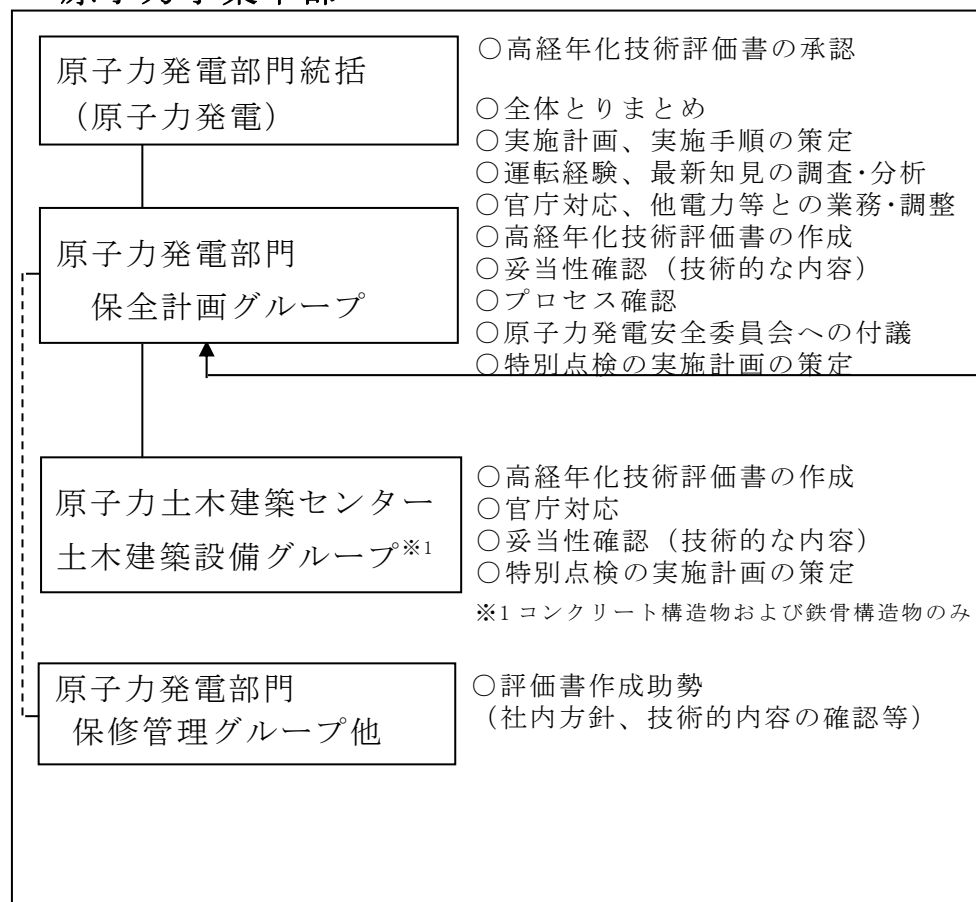 原子力事業本部
原子力発電部門統括
（原子力発電）
○高経年化技術評価書の承認
○全体とりまとめ
○実施計画、実施手順の策定
○運転経験、最新知見の調査･分析
○官庁対応、他電力等との業務･調整
○高経年化技術評価書の作成
○妥当性確認（技術的な内容）
○プロセス確認
○原子力発電安全委員会への付議
○特別点検の実施計画の策定
原子力発電部門
保全計画グループ
原子力土木建築センター
土木建築設備グループ※1
○高経年化技術評価書の作成
○官庁対応
○妥当性確認（技術的な内容）
○特別点検の実施計画の策定
※1 コンクリート構造物および鉄骨構造物のみ
原子力発電部門
保修管理グループ他
○評価書作成助勢
（社内方針、技術的内容の確認等）